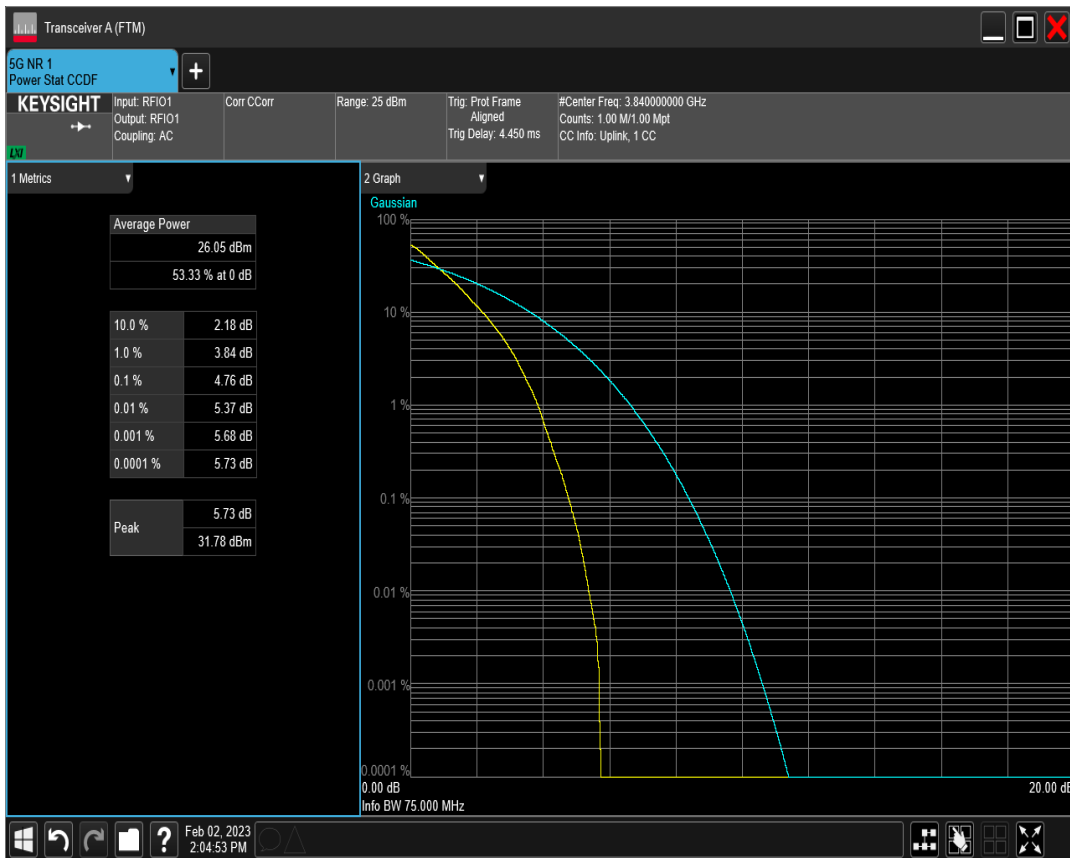 Transceiver A (FTM)
5G NR 1
Power Stat CCDF
KEYSIGHT
LXI
Input: RFIO1
Output: RFIO1
Coupling: AC
Corr CCorr
Range: 25 dBm
Trig: Prot Frame
Aligned
Trig Delay: 4.450 ms
#Center Freq: 3.840000000 GHz
Counts: 1.00 M/1.00 Mpt
CC Info: Uplink, 1 CC
1 Metrics
Average Power
26.05 dBm
53.33 % at 0 dB
10.0 % 2.18 dB
1.0 % 3.84 dB
0.1 % 4.76 dB
0.01 % 5.37 dB
0.001 % 5.68 dB
0.0001 % 5.73 dB
Peak 5.73 dB
31.78 dBm
2 Graph
Gaussian
100 %
10 %
1 %
0.1 %
0.01 %
0.001 %
0.0001 %
0.00 dB 20.00 dB
Info BW 75.000 MHz
Feb 02, 2023
2:04:53 PM